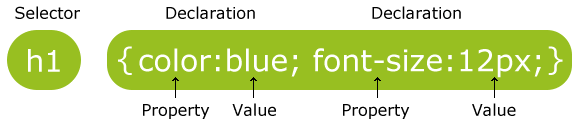 Selector Declaration Declaration
h1 {color:blue; font-size:12px;}
Property Value Property Value